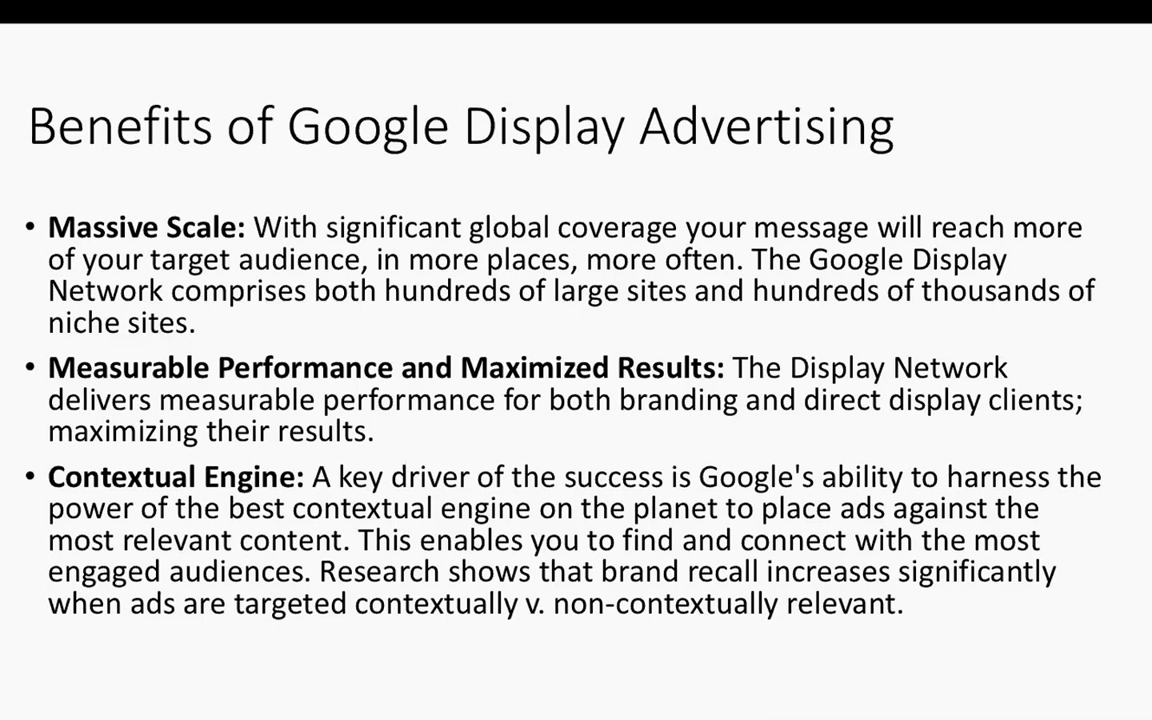 Benefits of Google Display Advertising
• Massive Scale: With significant global coverage your message will reach more
of your target audience, in more places, more often. The Google Display
Network comprises both hundreds of large sites and hundreds of thousands of
niche sites.
• Measurable Performance and Maximized Results: The Display Network
delivers measurable performance for both branding and direct display clients;
maximizing their results.
• Contextual Engine: A key driver of the success is Google's ability to harness the
power of the best contextual engine on the planet to place ads against the
most relevant content. This enables you to find and connect with the most
engaged audiences. Research shows that brand recall increases significantly
when ads are targeted contextually v. non-contextually relevant.